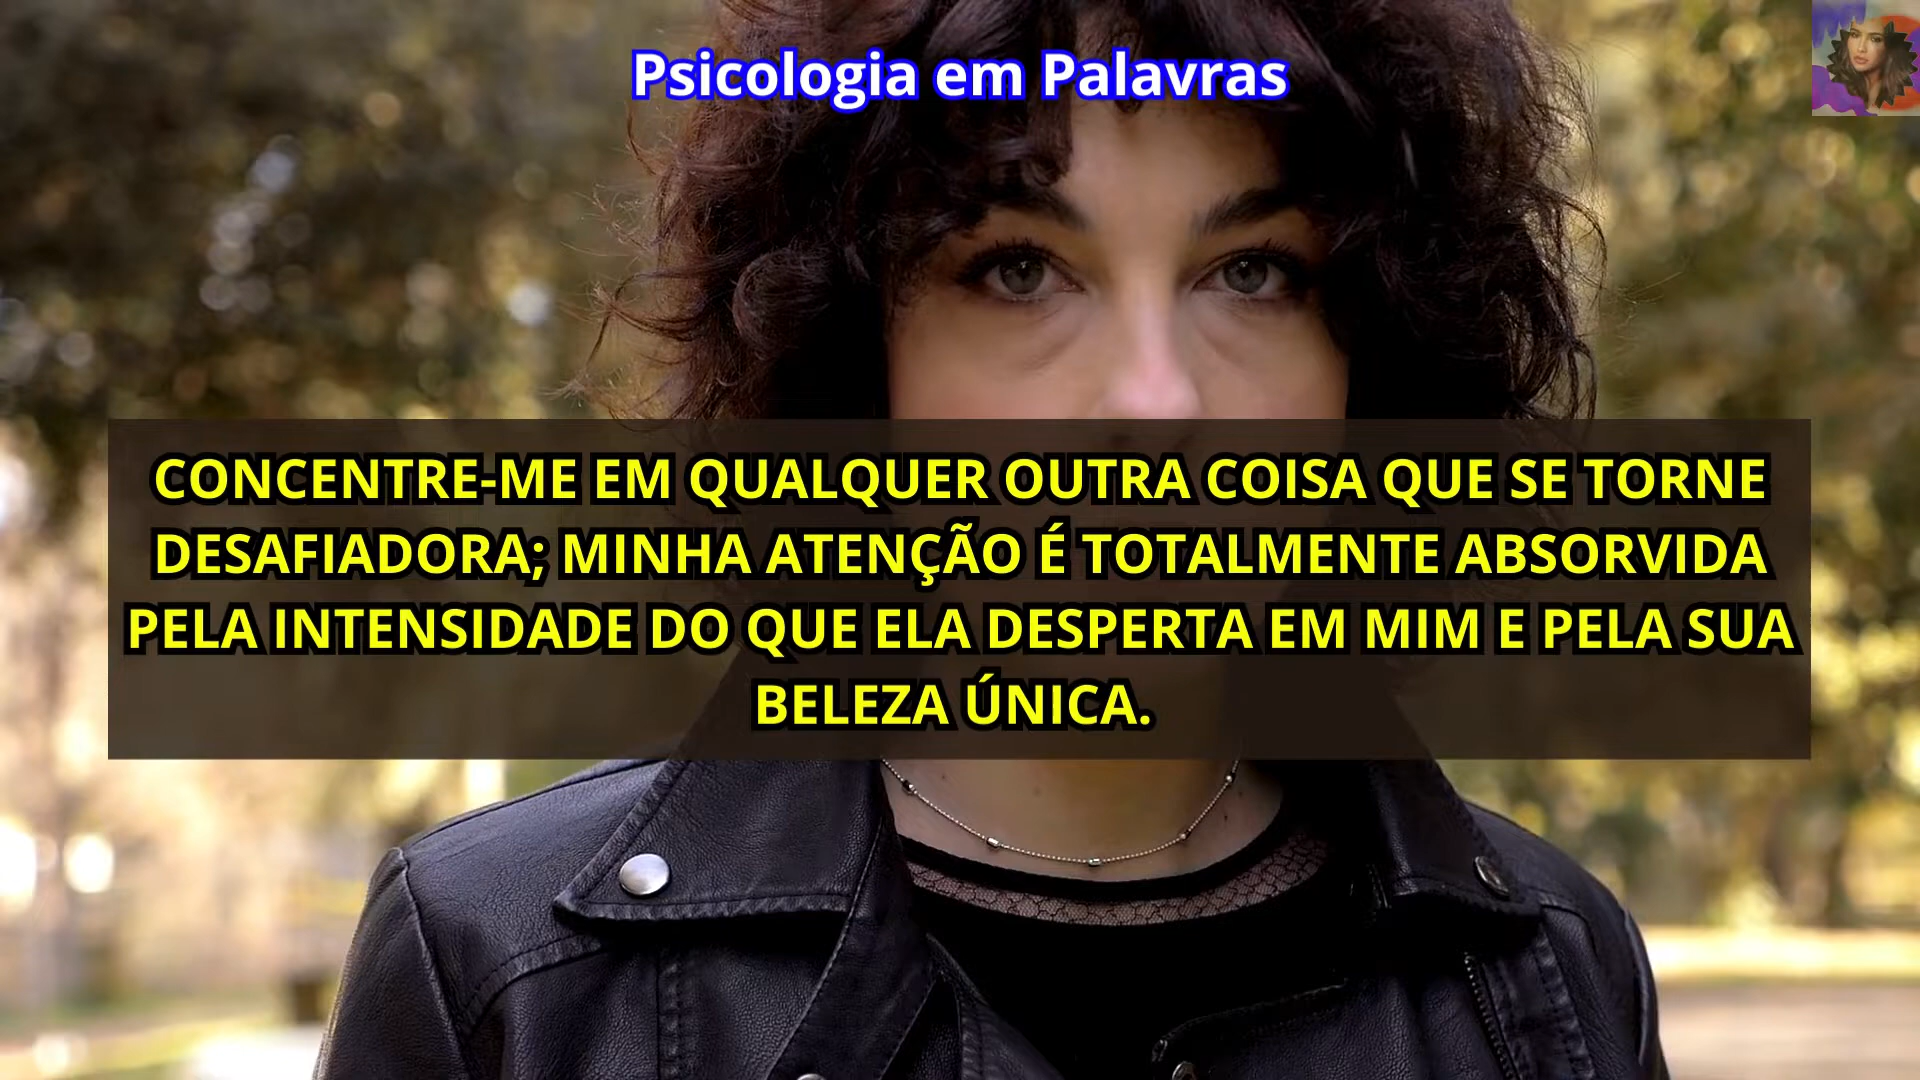 Psicologia em Palavras
CONCENTRE-ME EM QUALQUER OUTRA COISA QUE SE TORNE
DESAFIADORA; MINHA ATENÇÃO É TOTALMENTE ABSORVIDA
PELA INTENSIDADE DO QUE ELA DESPERTA EM MIM E PELA SUA
BELEZA ÚNICA.